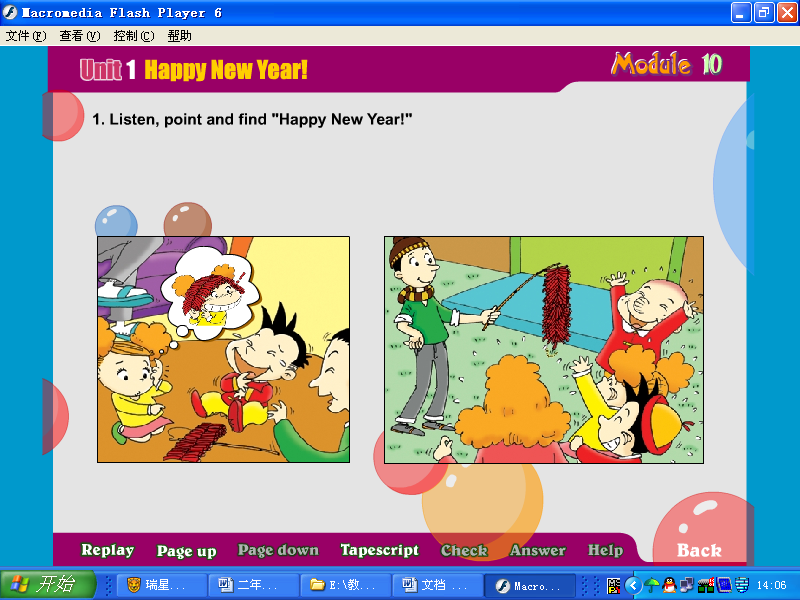 Macromedia Flash Player 6
文件(F) 查看(V) 控制(C) 帮助
Unit 1 Happy New Year!
Module 10
1. Listen, point and find "Happy New Year!"
Replay Page up Page down Tapescript Check Answer Help Back
开始 瑞星... 二年... E:\教... 文档 ... Macro... 14:06